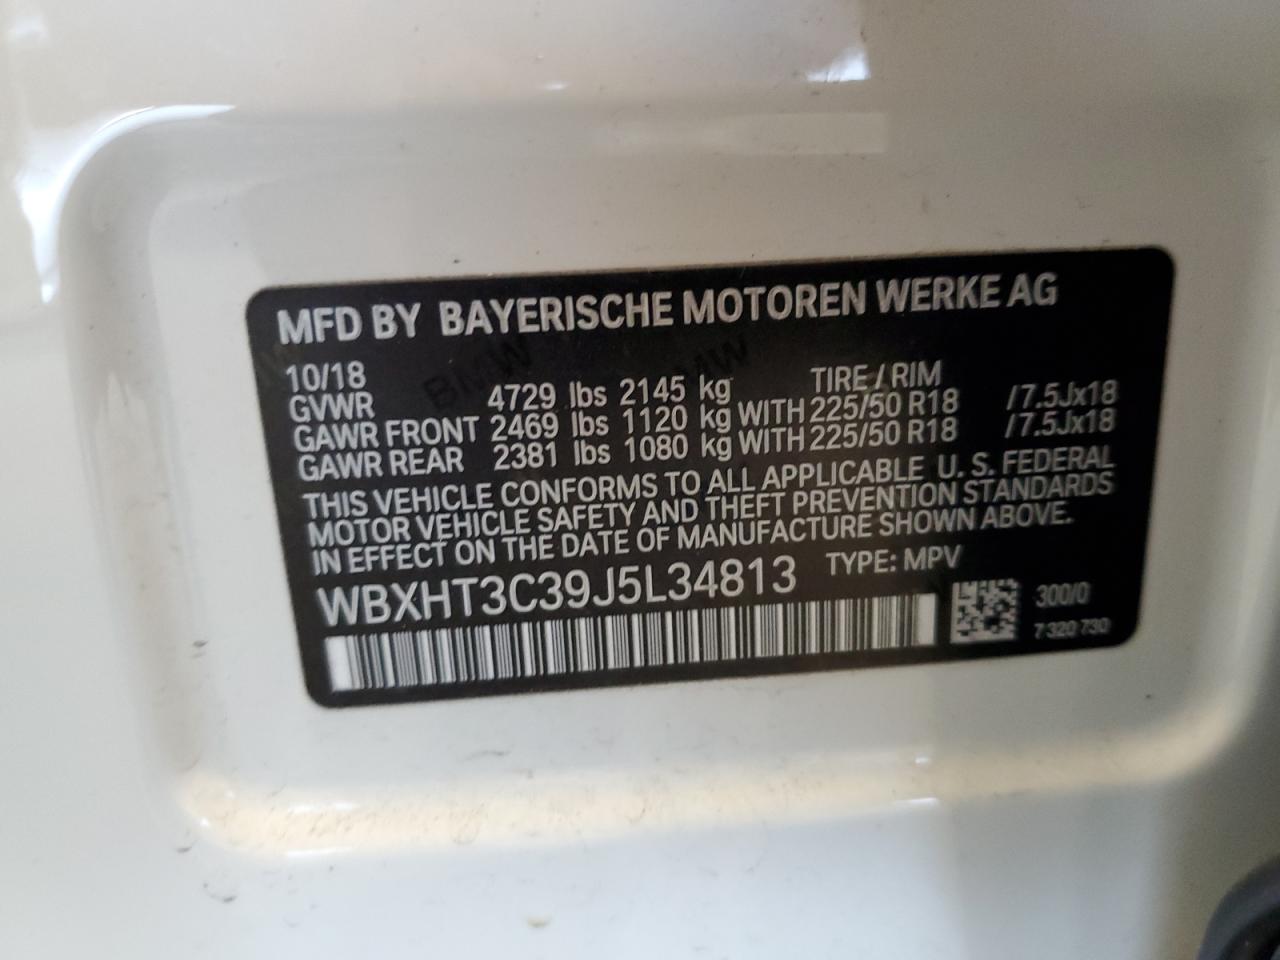 MFD BY BAYERISCHE MOTOREN WERKE AG
10/18 TIRE / RIM
GVWR 4729 lbs 2145 kg
GAWR FRONT 2469 lbs 1120 kg WITH 225/50 R18 /7.5Jx18
GAWR REAR 2381 lbs 1080 kg WITH 225/50 R18 /7.5Jx18
THIS VEHICLE CONFORMS TO ALL APPLICABLE U. S. FEDERAL
MOTOR VEHICLE SAFETY AND THEFT PREVENTION STANDARDS
IN EFFECT ON THE DATE OF MANUFACTURE SHOWN ABOVE.
WBXHT3C39J5L34813 TYPE: MPV
300/0
7 320 730
BMW